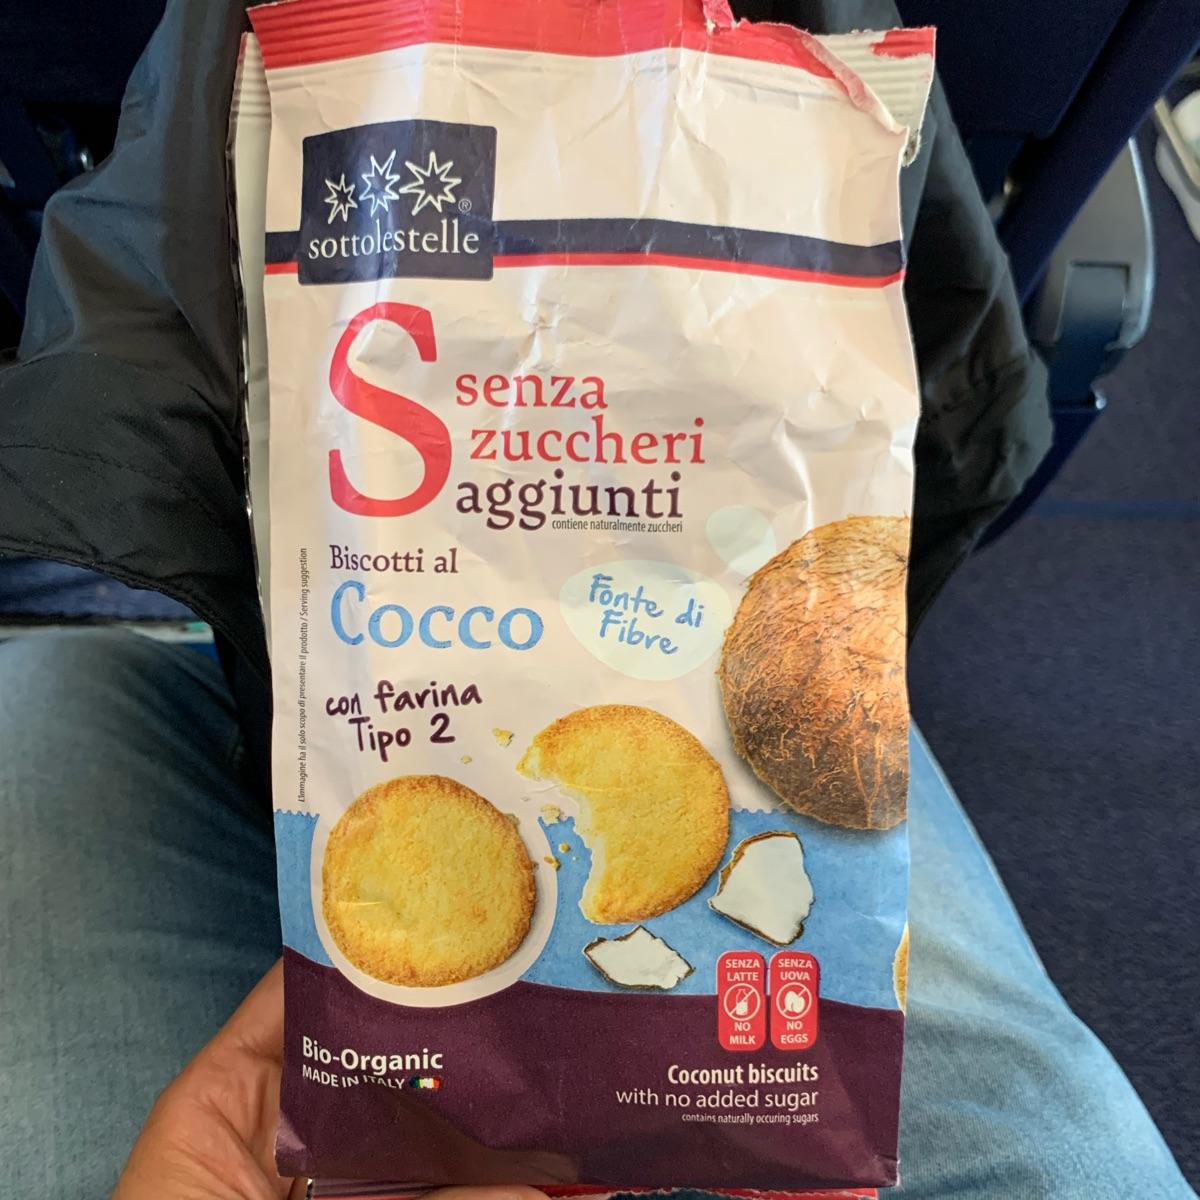 sottolestelle
®
S senza
zuccheri
aggiunti
contiene naturalmente zuccheri
Biscotti al
Cocco
con farina
Tipo 2
Fonte di
Fibre
L'immagine ha il solo scopo di presentare il prodotto / Serving suggestion
SENZA
LATTE
NO
MILK
SENZA
UOVA
NO
EGGS
Bio-Organic
MADE IN ITALY
Coconut biscuits
with no added sugar
contains naturally occuring sugars